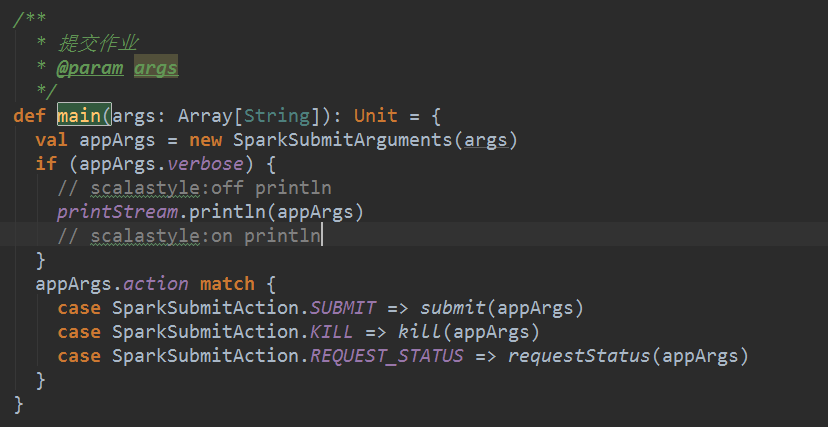 /**
* 提交作业
* @param args
*/
def main(args: Array[String]): Unit = {
val appArgs = new SparkSubmitArguments(args)
if (appArgs.verbose) {
// scalastyle:off println
printStream.println(appArgs)
// scalastyle:on println
}
appArgs.action match {
case SparkSubmitAction.SUBMIT => submit(appArgs)
case SparkSubmitAction.KILL => kill(appArgs)
case SparkSubmitAction.REQUEST_STATUS => requestStatus(appArgs)
}
}